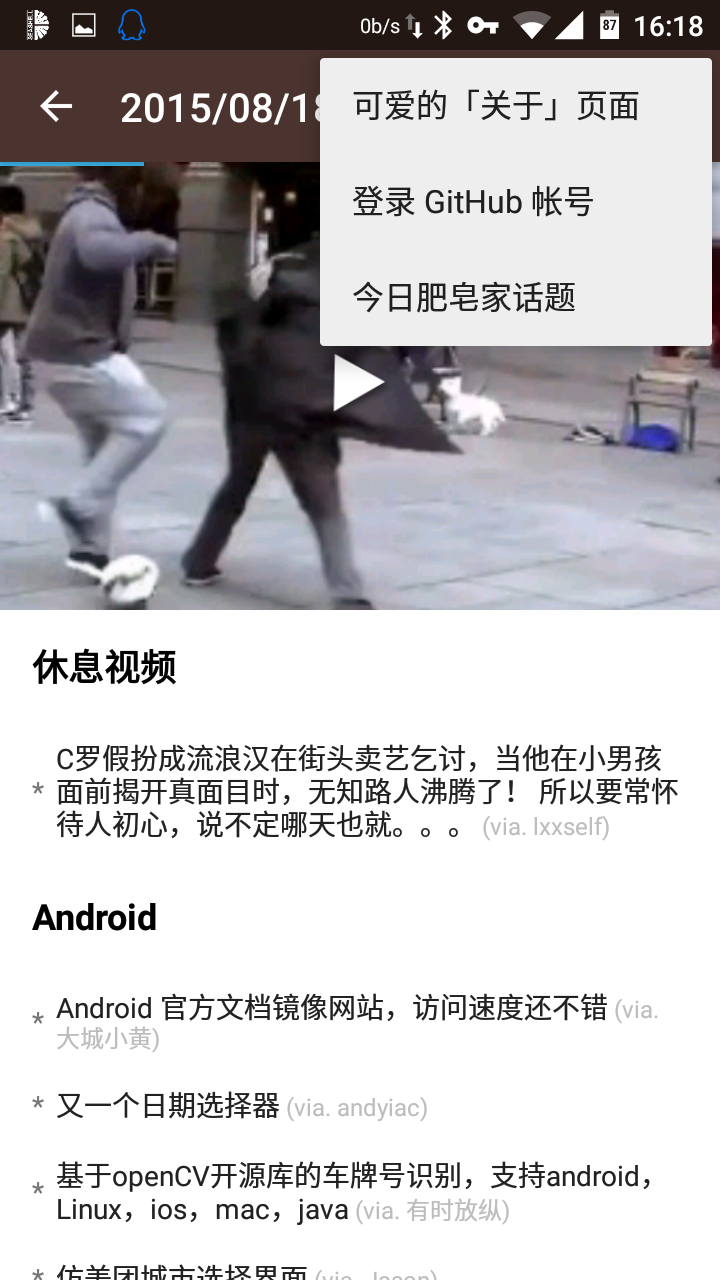 0b/s
87
16:18
2015/08/18
可爱的「关于」页面
登录 GitHub 帐号
今日肥皂家话题
休息视频
* C罗假扮成流浪汉在街头卖艺乞讨，当他在小男孩
面前揭开真面目时，无知路人沸腾了！ 所以要常怀
待人初心，说不定哪天也就。。。 (via. lxxself)
Android
* Android 官方文档镜像网站，访问速度还不错 (via.
大城小黄)
* 又一个日期选择器 (via. andyiac)
* 基于openCV开源库的车牌号识别，支持android，
Linux，ios，mac，java (via. 有时放纵)
* 仿美团城市选择界面 (via. Jason)